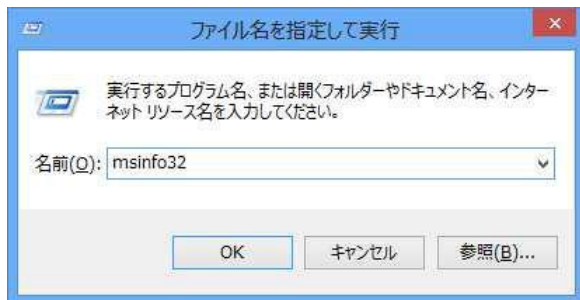 ファイル名を指定して実行
実行するプログラム名、または開くフォルダーやドキュメント名、インター
ネット リソース名を入力してください。
名前(O): msinfo32
OK キャンセル 参照(B)...